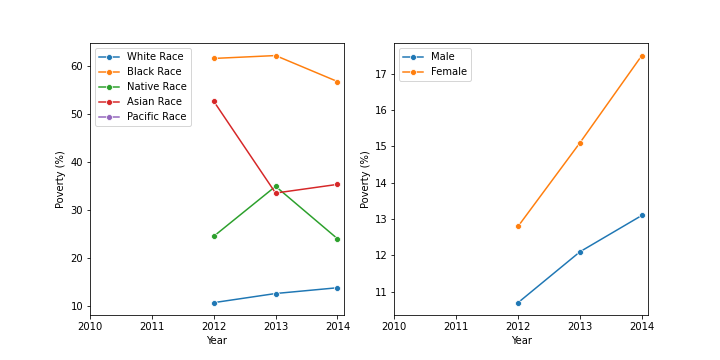 White Race
Black Race
Native Race
Asian Race
Pacific Race
Poverty (%)
60
50
40
30
20
10
2010 2011 2012 2013 2014
Year
Male
Female
Poverty (%)
17
16
15
14
13
12
11
2010 2011 2012 2013 2014
Year